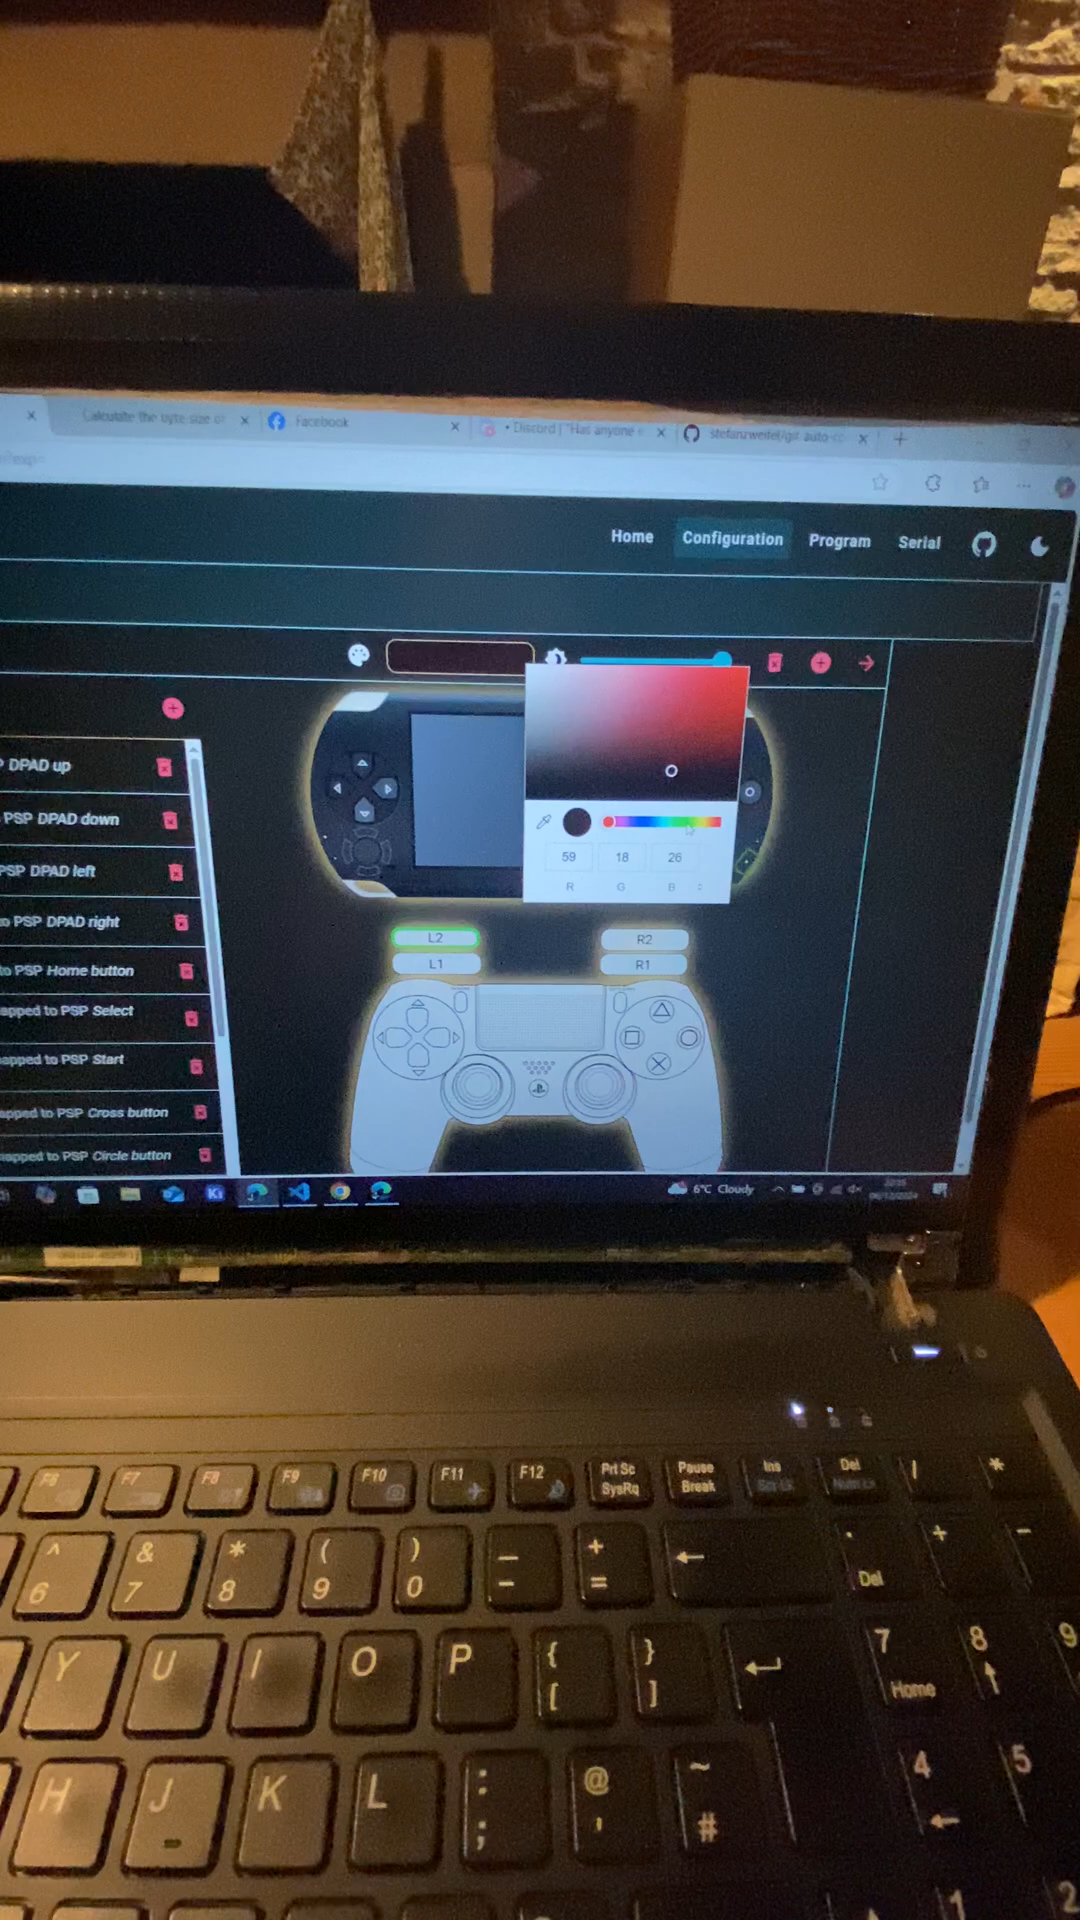 Calculate the byte size of
Facebook
• Discord | "Has anyone
stefanzweifel/git-auto-co
Home
Configuration
Program
Serial
DPAD up
PSP DPAD down
PSP DPAD left
to PSP DPAD right
to PSP Home button
apped to PSP Select
apped to PSP Start
apped to PSP Cross button
mapped to PSP Circle button
59
18
26
R
G
B
L2
R2
L1
R1
6°C Cloudy
F6
F7
F8
F9
F10
F11
F12
Prt Sc
SysRq
Pause
Break
Ins
Del
/
*
^
6
&
7
*
8
(
9
)
0
_
-
+
=
.
Del
+
-
Y
U
I
O
P
{
[
}
]
7
Home
8
9
H
J
K
L
:
;
@
'
~
#
4
5
1
2